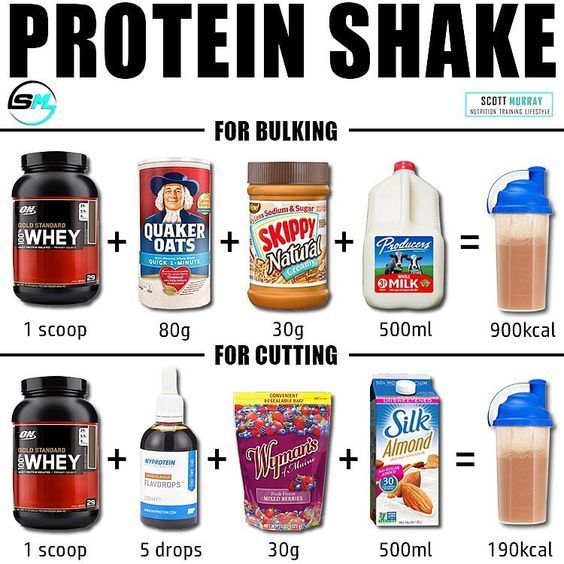 PROTEIN SHAKE
SM
SCOTT MURRAY
NUTRITION TRAINING LIFESTYLE
FOR BULKING
ON
GOLD STANDARD
100% WHEY
29
QUAKER
OATS
QUICK 1-MINUTE
Less Sodium & Sugar
SKIPPY
Natural
Creamy
Producers
WHOLE
MILK
+ + + =
1 scoop 80g 30g 500ml 900kcal
FOR CUTTING
ON
GOLD STANDARD
100% WHEY
29
MYPROTEIN
FLAVDROPS
CONVENIENT
RESEALABLE BAG!
Wyman's
of Maine
Fresh Frozen
MIXED BERRIES
UNSWEETENED
Silk
Almond
30
+ + + =
1 scoop 5 drops 30g 500ml 190kcal